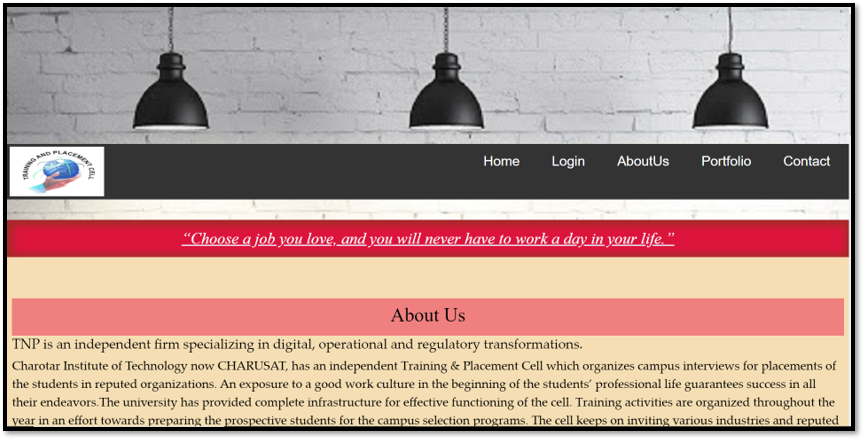 TRAINING AND PLACEMENT CELL
Home Login AboutUs Portfolio Contact
“Choose a job you love, and you will never have to work a day in your life.”
About Us
TNP is an independent firm specializing in digital, operational and regulatory transformations.
Charotar Institute of Technology now CHARUSAT, has an independent Training & Placement Cell which organizes campus interviews for placements of
the students in reputed organizations. An exposure to a good work culture in the beginning of the students’ professional life guarantees success in all
their endeavors.The university has provided complete infrastructure for effective functioning of the cell. Training activities are organized throughout the
year in an effort towards preparing the prospective students for the campus selection programs. The cell keeps on inviting various industries and reputed